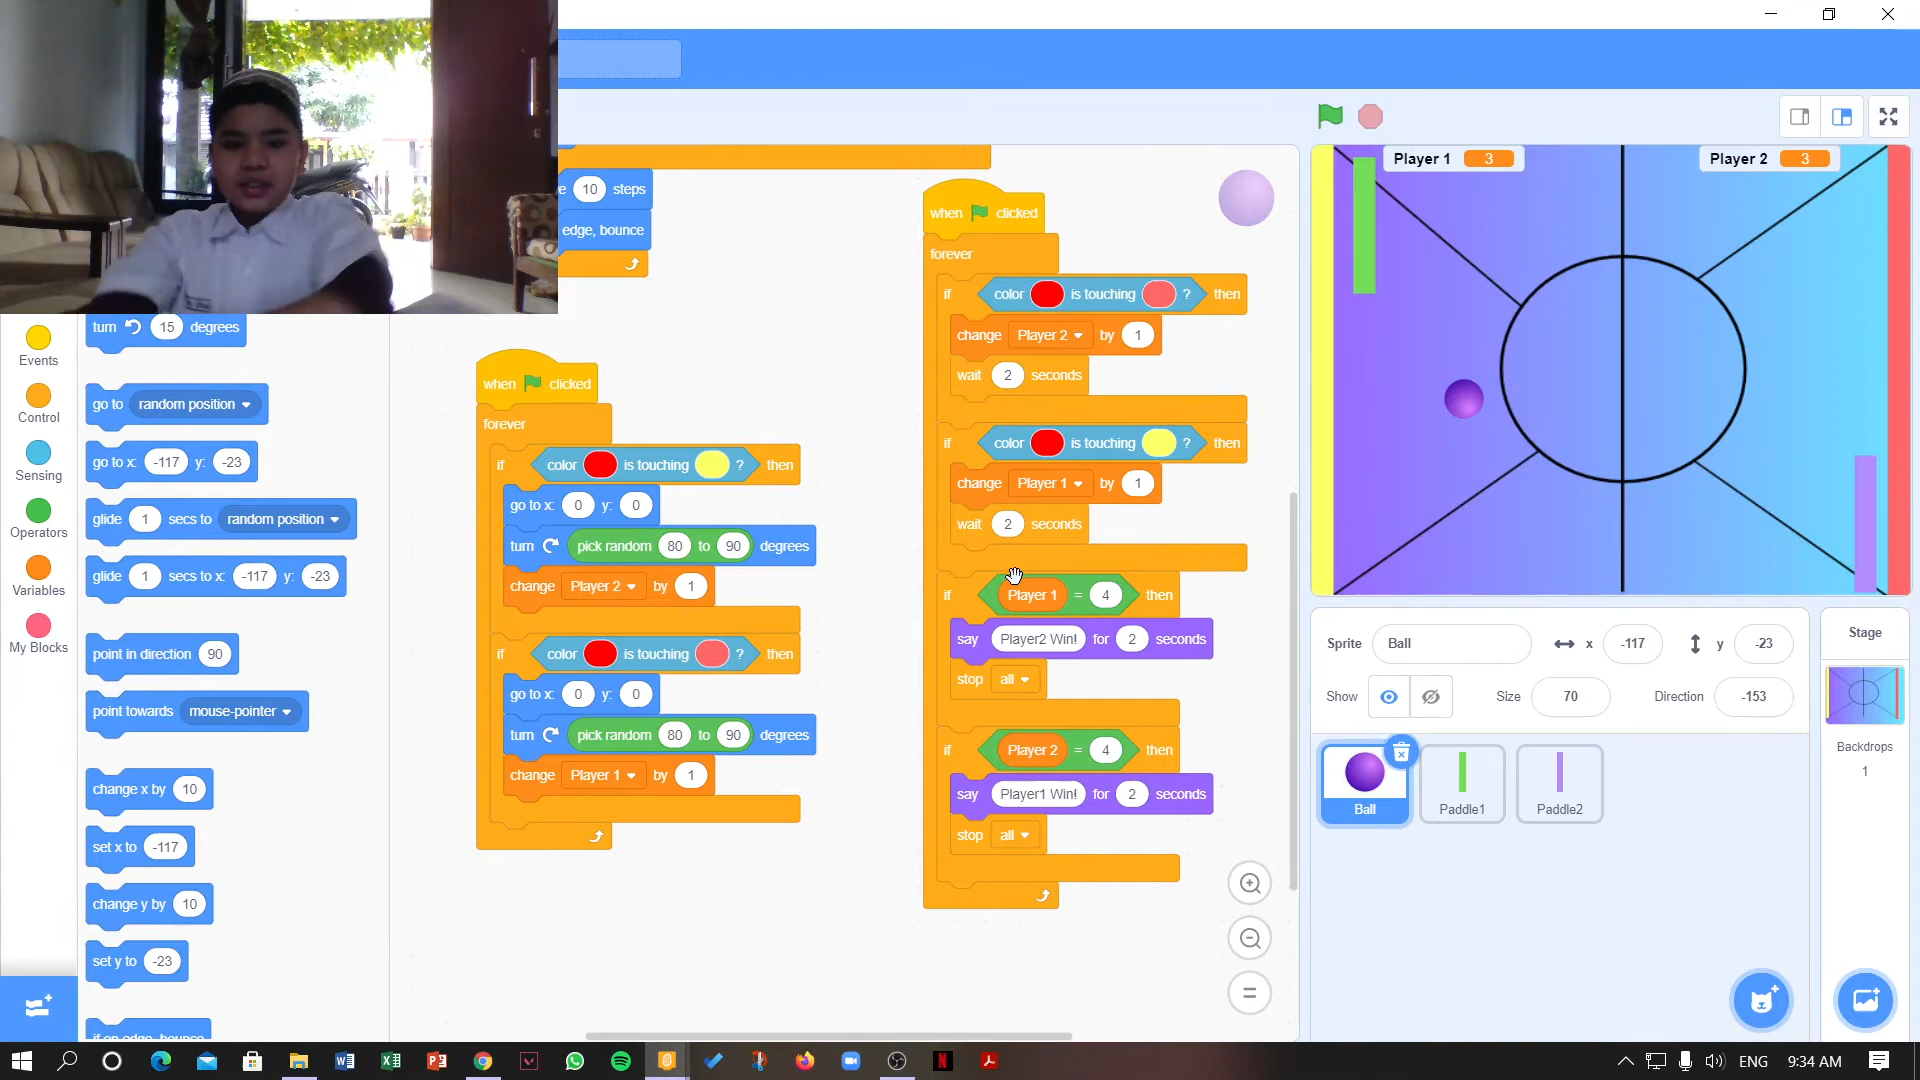 Player 1 3
Player 2 3
e 10 steps
edge, bounce
turn 15 degrees
go to random position
go to x: -117 y: -23
glide 1 secs to random position
glide 1 secs to x: -117 y: -23
point in direction 90
point towards mouse-pointer
change x by 10
set x to -117
change y by 10
set y to -23
if on edge, bounce
Events
Control
Sensing
Operators
Variables
My Blocks
when clicked
forever
if color is touching ? then
go to x: 0 y: 0
turn pick random 80 to 90 degrees
change Player 2 by 1
if color is touching ? then
go to x: 0 y: 0
turn pick random 80 to 90 degrees
change Player 1 by 1
when clicked
forever
if color is touching ? then
change Player 2 by 1
wait 2 seconds
if color is touching ? then
change Player 1 by 1
wait 2 seconds
if Player 1 = 4 then
say Player2 Win! for 2 seconds
stop all
if Player 2 = 4 then
say Player1 Win! for 2 seconds
stop all
Sprite Ball x -117 y -23
Show Size 70 Direction -153
Ball
Paddle1
Paddle2
Stage
Backdrops
1
ENG 9:34 AM